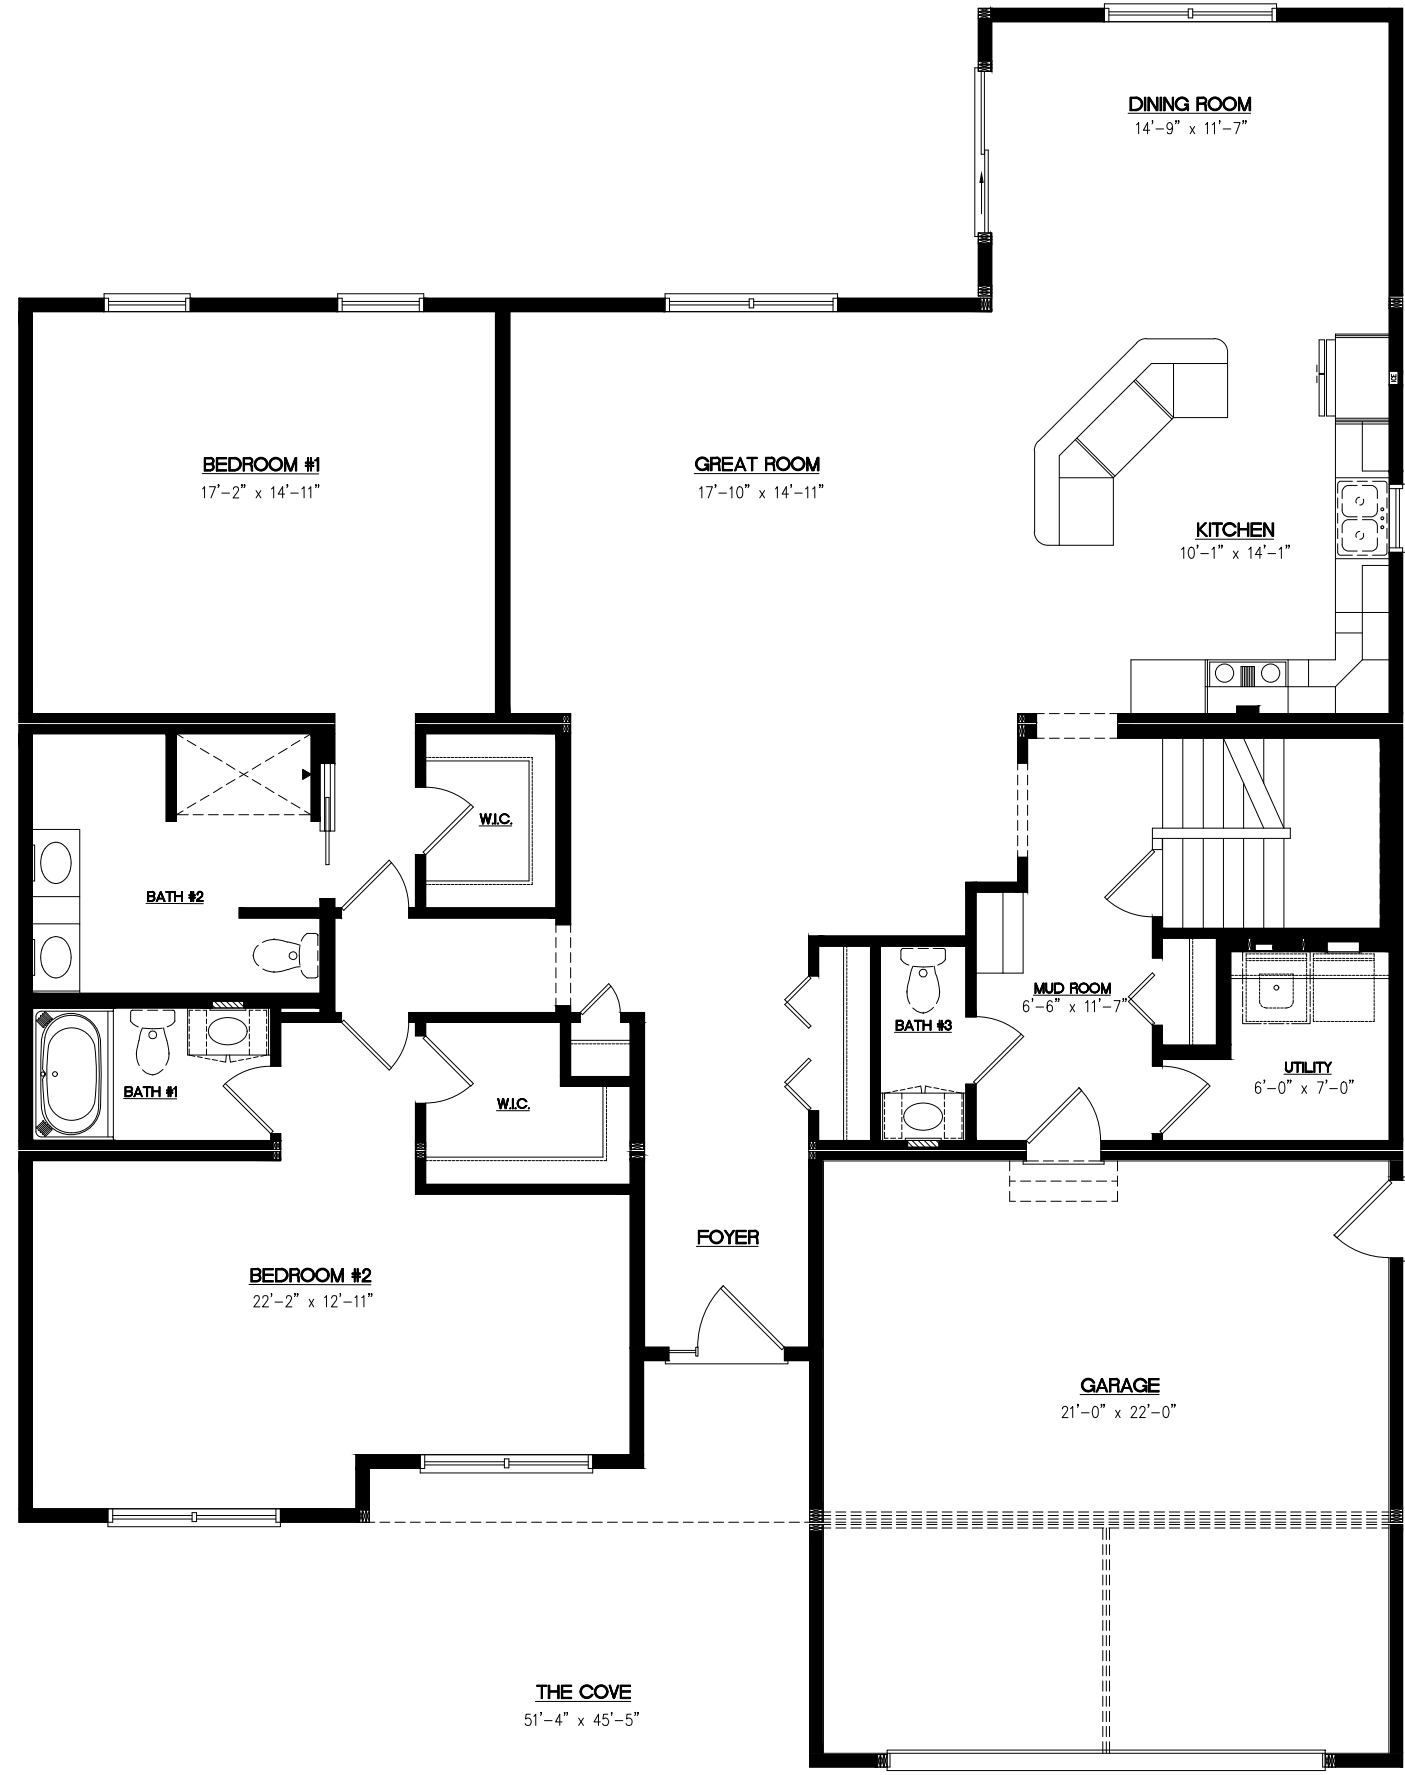 DINING ROOM
14'-9" x 11'-7"
BEDROOM #1
17'-2" x 14'-11"
GREAT ROOM
17'-10" x 14'-11"
KITCHEN
10'-1" x 14'-1"
W.I.C.
BATH #2
MUD ROOM
6'-6" x 11'-7"
BATH #3
UTILITY
6'-0" x 7'-0"
BATH #1
W.I.C.
FOYER
BEDROOM #2
22'-2" x 12'-11"
GARAGE
21'-0" x 22'-0"
THE COVE
51'-4" x 45'-5"